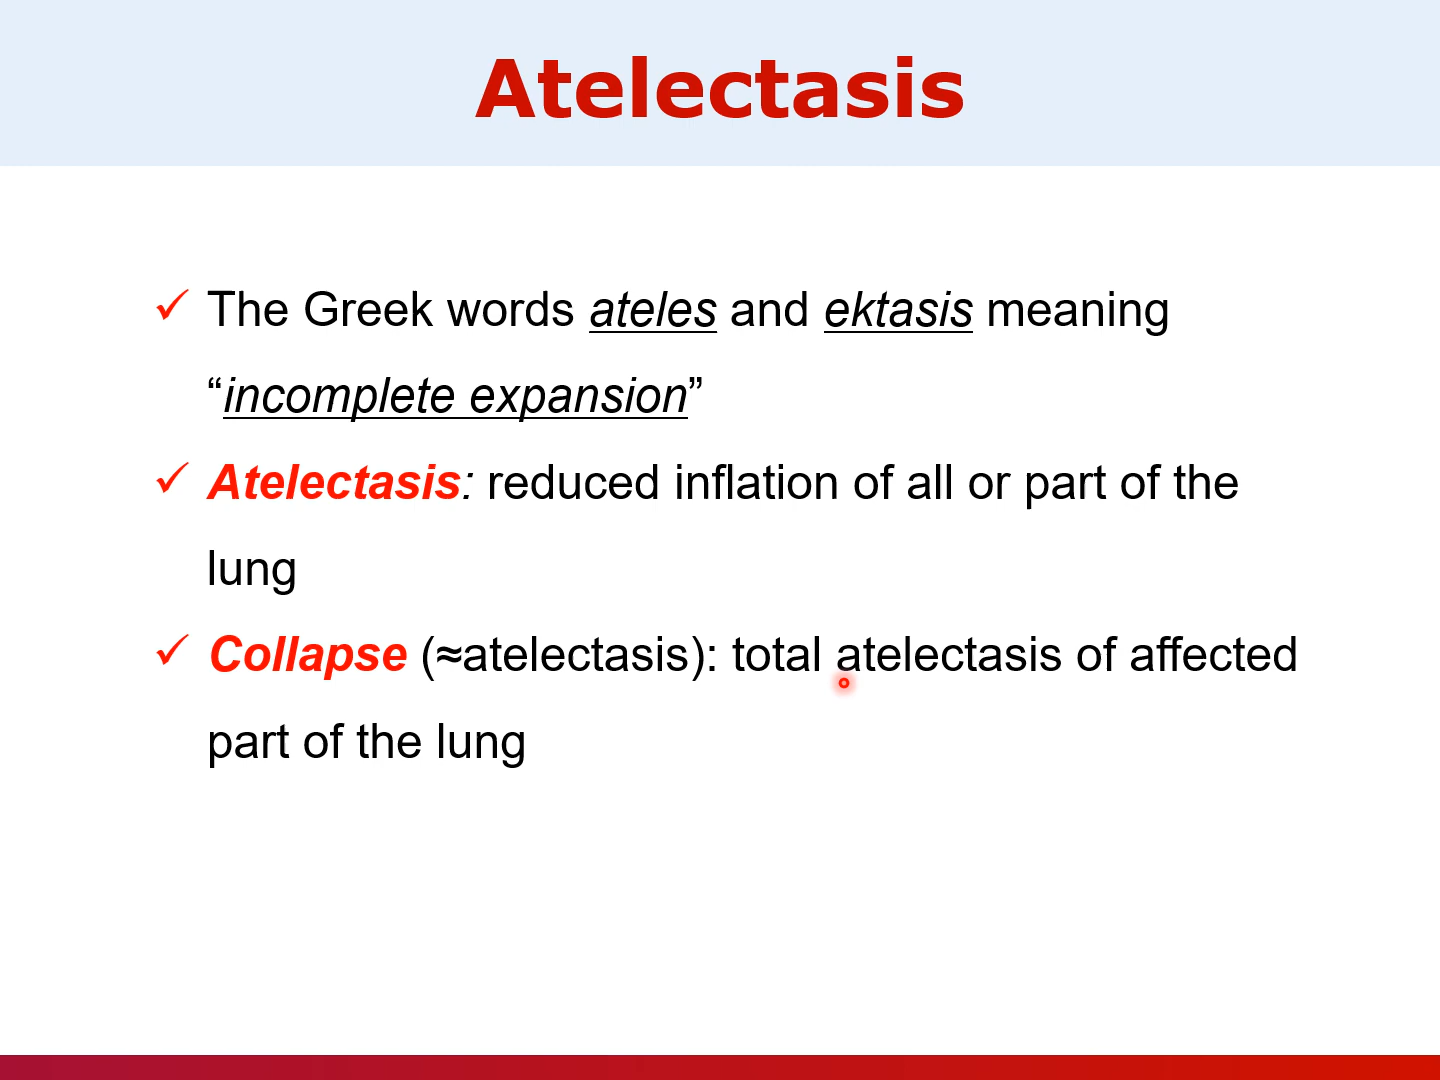 Atelectasis
✓ The Greek words ateles and ektasis meaning
“incomplete expansion”
✓ Atelectasis: reduced inflation of all or part of the
lung
✓ Collapse (≈atelectasis): total atelectasis of affected
part of the lung